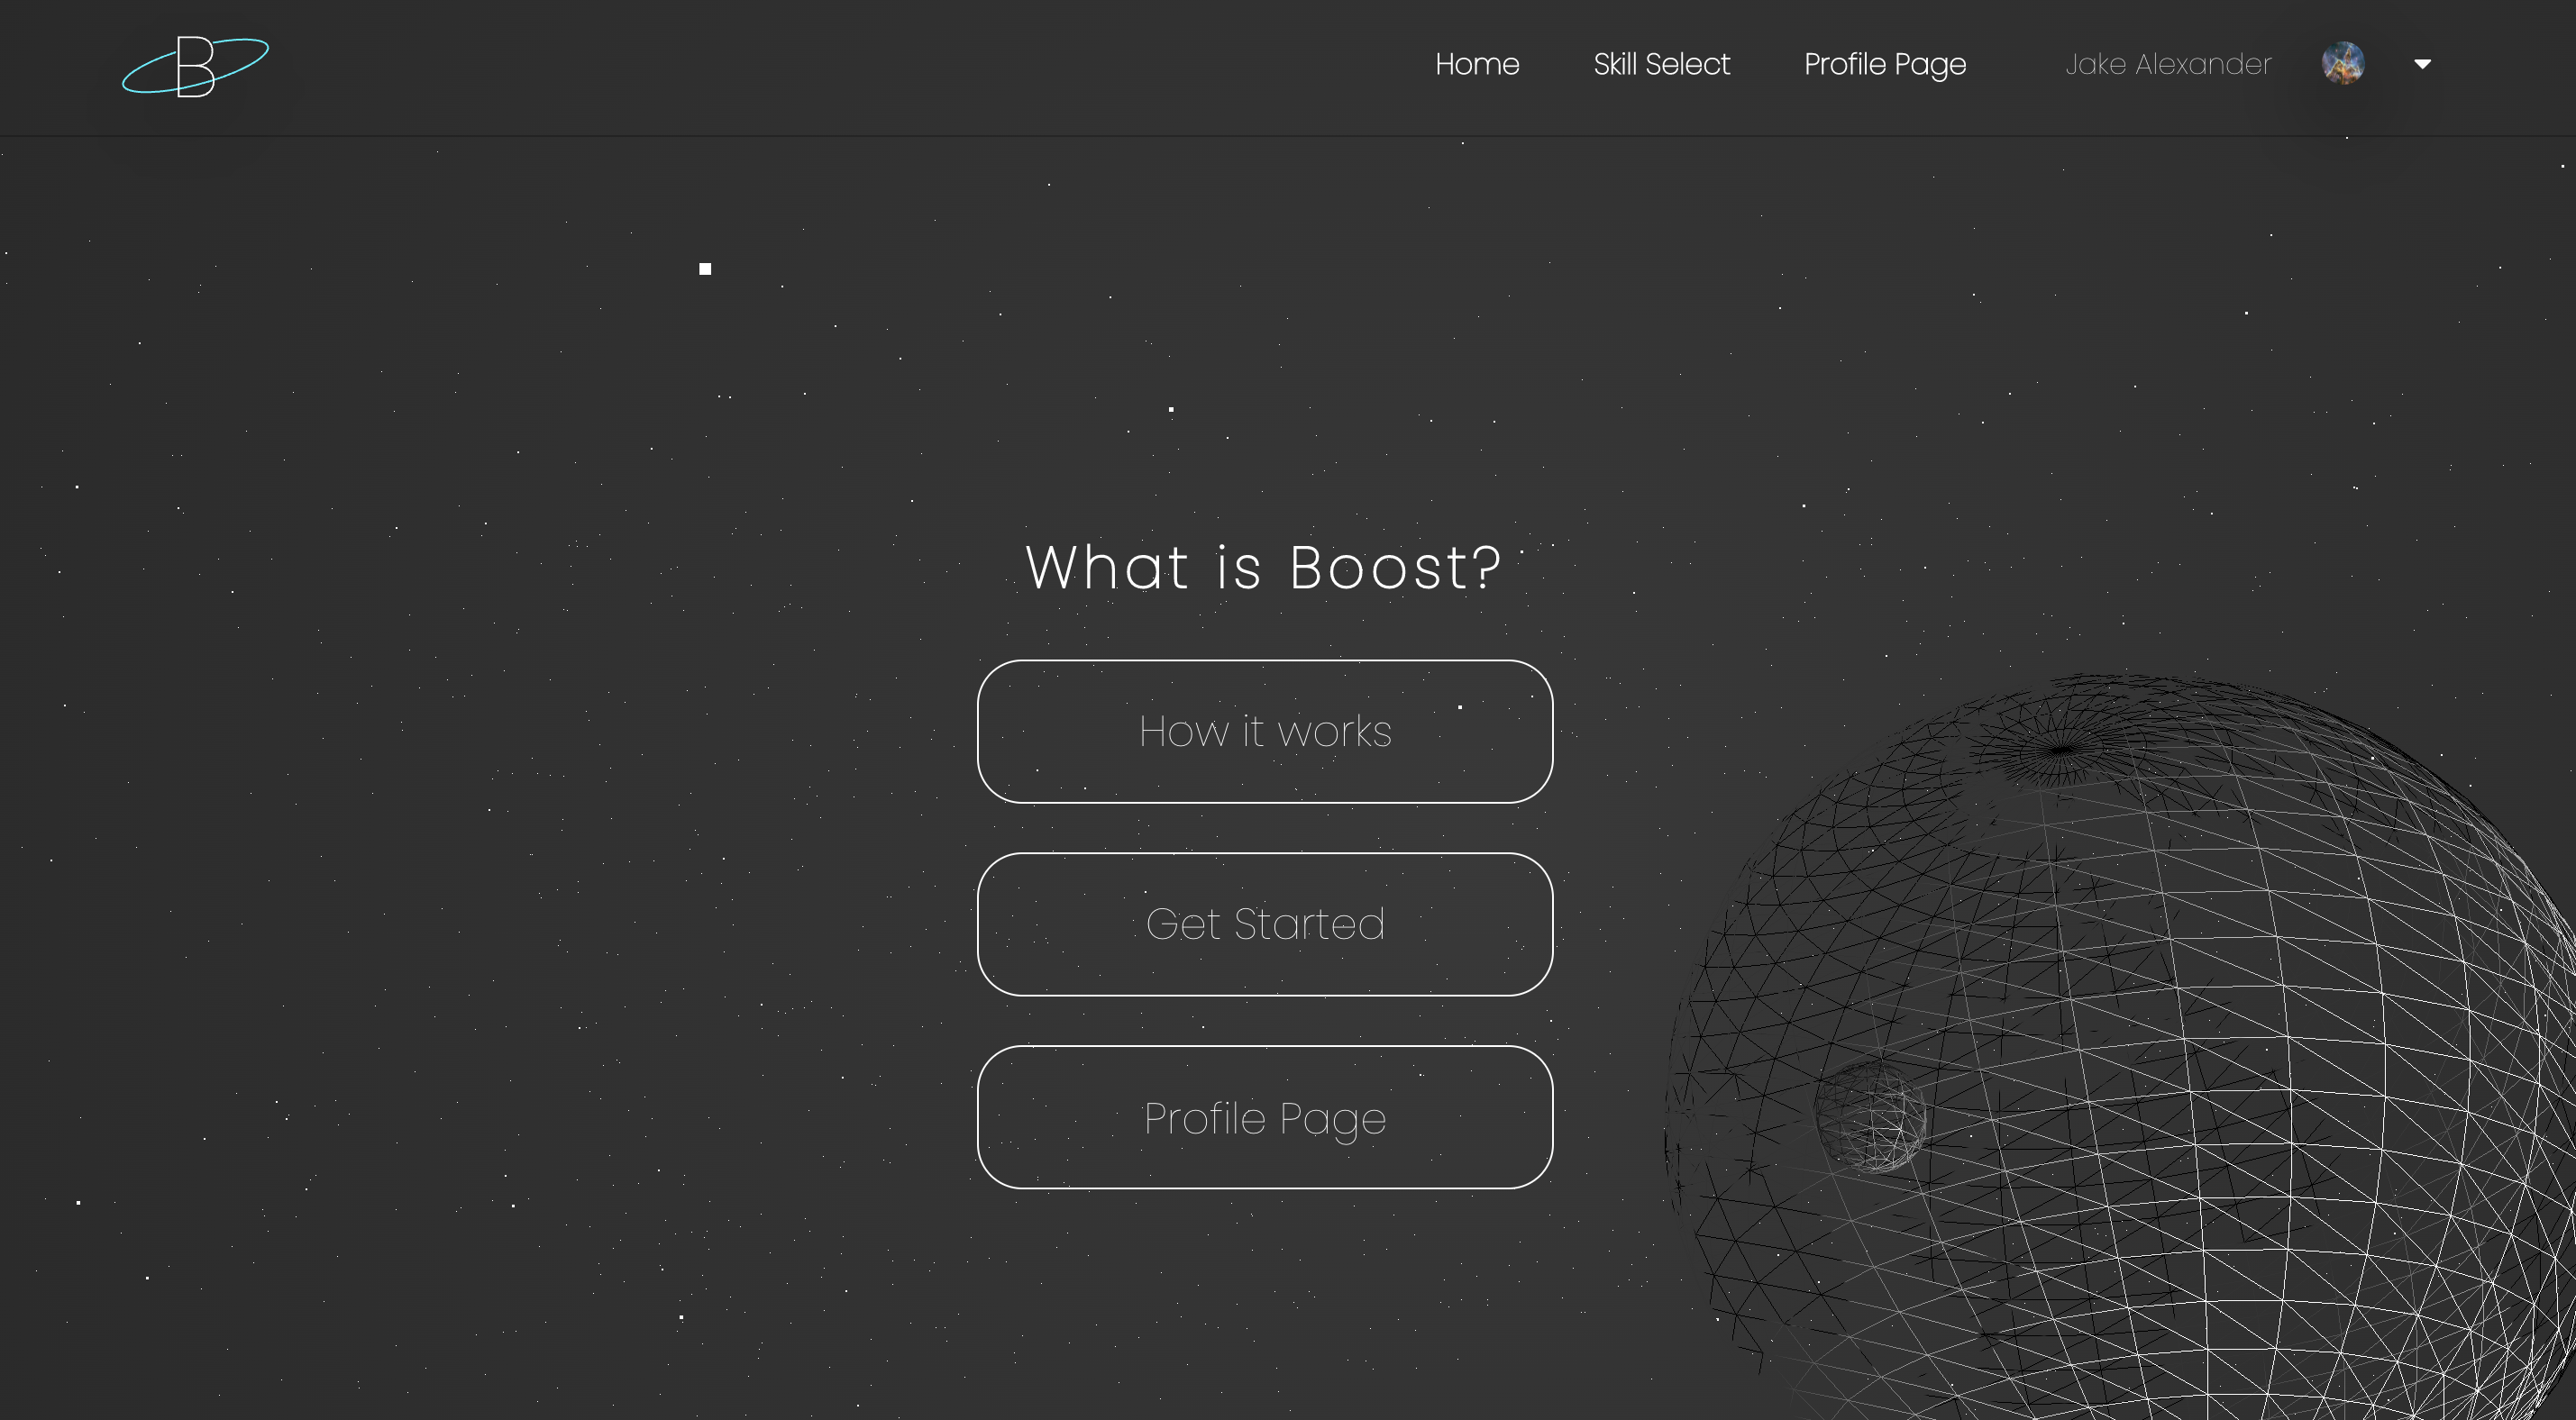 B
Home Skill Select Profile Page Jake Alexander
What is Boost?
How it works
Get Started
Profile Page